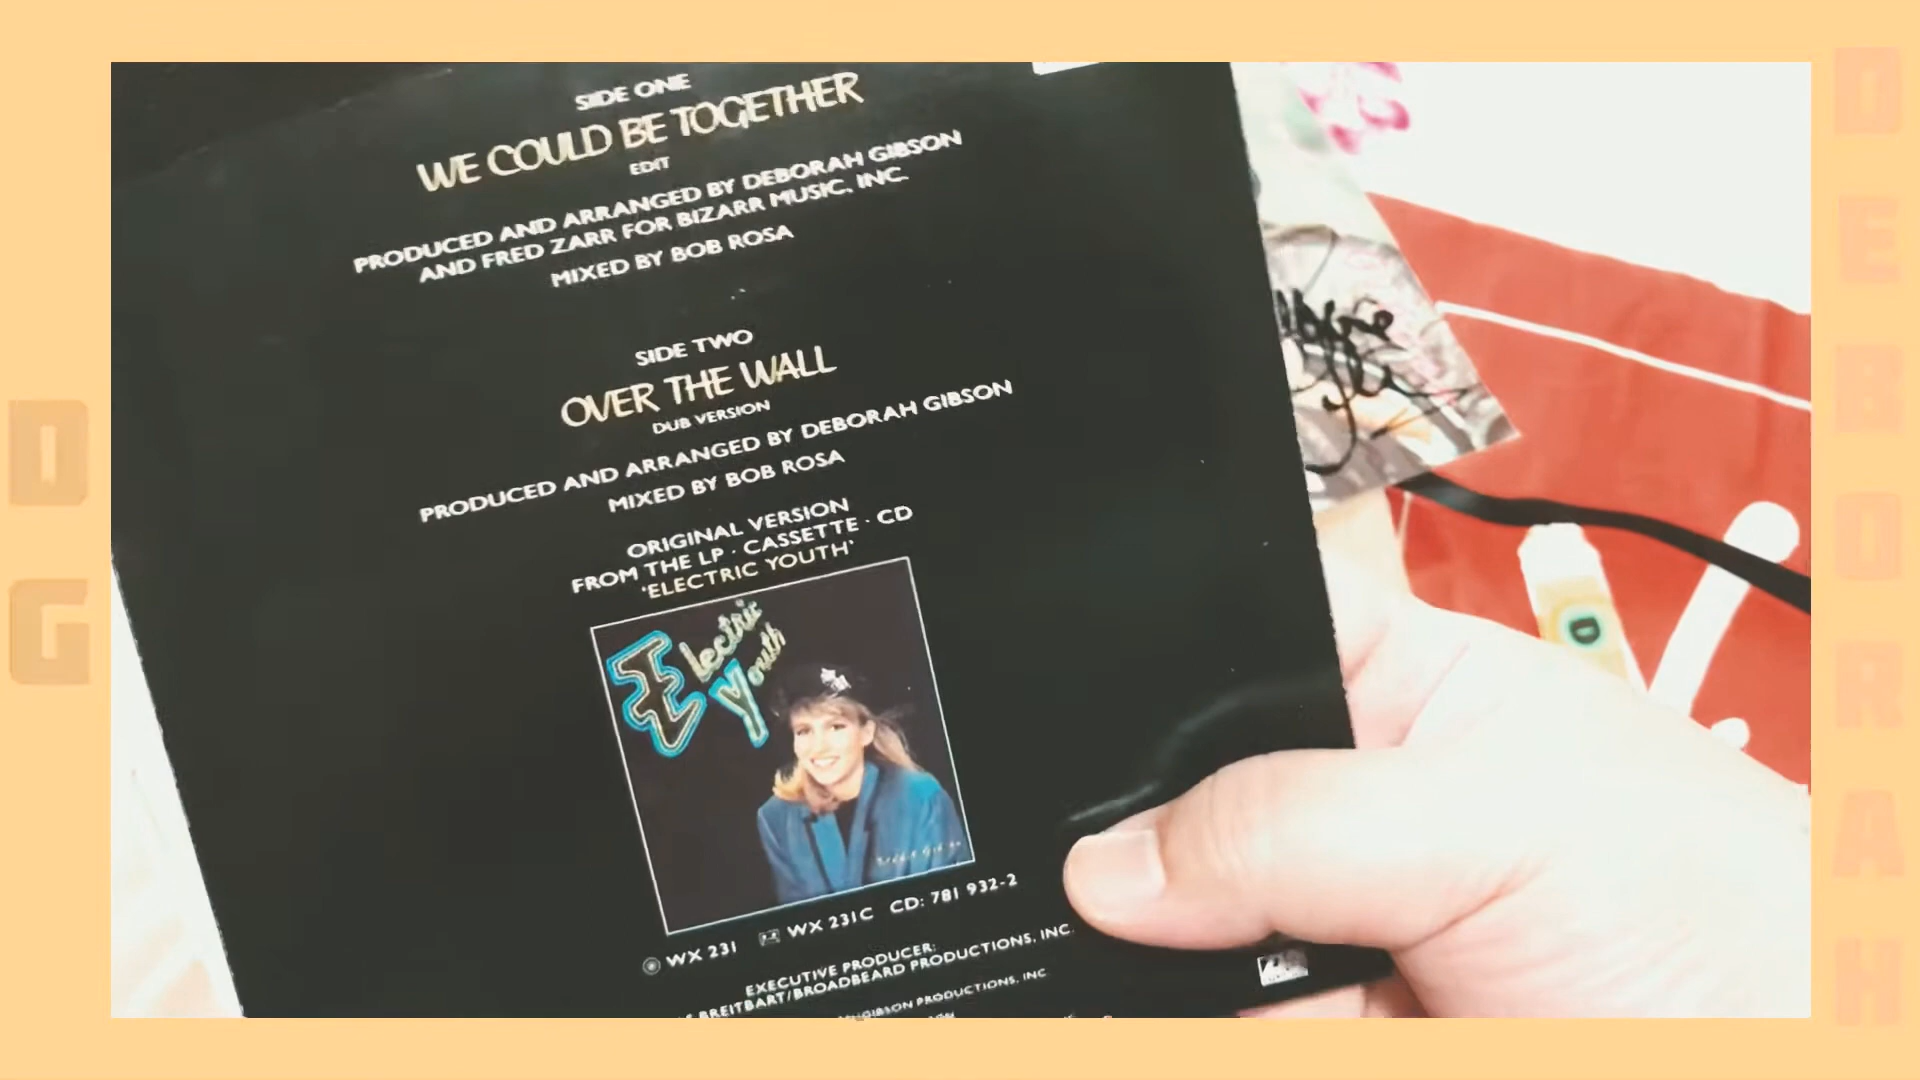 SIDE ONE
WE COULD BE TOGETHER
EDIT
PRODUCED AND ARRANGED BY DEBORAH GIBSON
AND FRED ZARR FOR BIZARR MUSIC, INC.
MIXED BY BOB ROSA
SIDE TWO
OVER THE WALL
DUB VERSION
PRODUCED AND ARRANGED BY DEBORAH GIBSON
MIXED BY BOB ROSA
ORIGINAL VERSION
FROM THE LP · CASSETTE · CD
'ELECTRIC YOUTH'
Electric
Youth
WX 231 WX 231C CD: 781 932-2
EXECUTIVE PRODUCER:
BREITBART/BROADBEARD PRODUCTIONS, INC.
GIBSON PRODUCTIONS, INC
D
D
G
DEBORAH